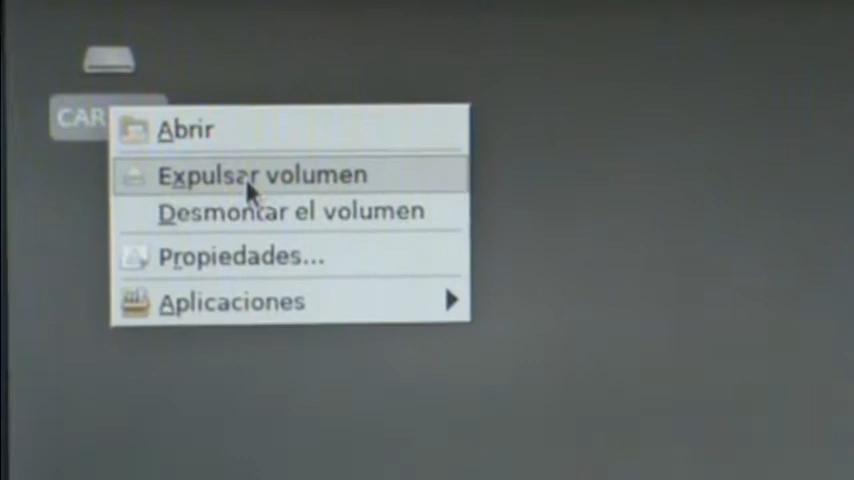 Abrir
Expulsar volumen
Desmontar el volumen
Propiedades...
Aplicaciones